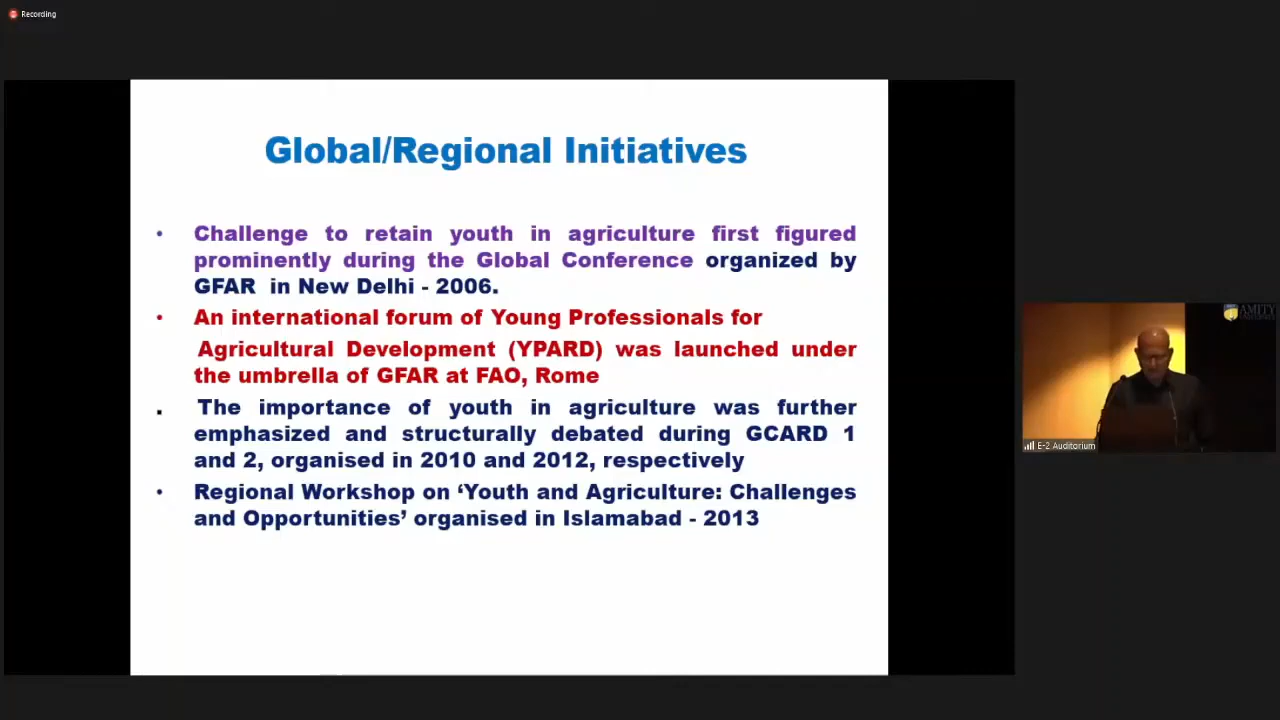 Recording
Global/Regional Initiatives
• Challenge to retain youth in agriculture first figured
prominently during the Global Conference organized by
GFAR in New Delhi - 2006.
• An international forum of Young Professionals for
Agricultural Development (YPARD) was launched under
the umbrella of GFAR at FAO, Rome
. The importance of youth in agriculture was further
emphasized and structurally debated during GCARD 1
and 2, organised in 2010 and 2012, respectively
• Regional Workshop on ‘Youth and Agriculture: Challenges
and Opportunities’ organised in Islamabad - 2013
AMITY
E-2 Auditorium